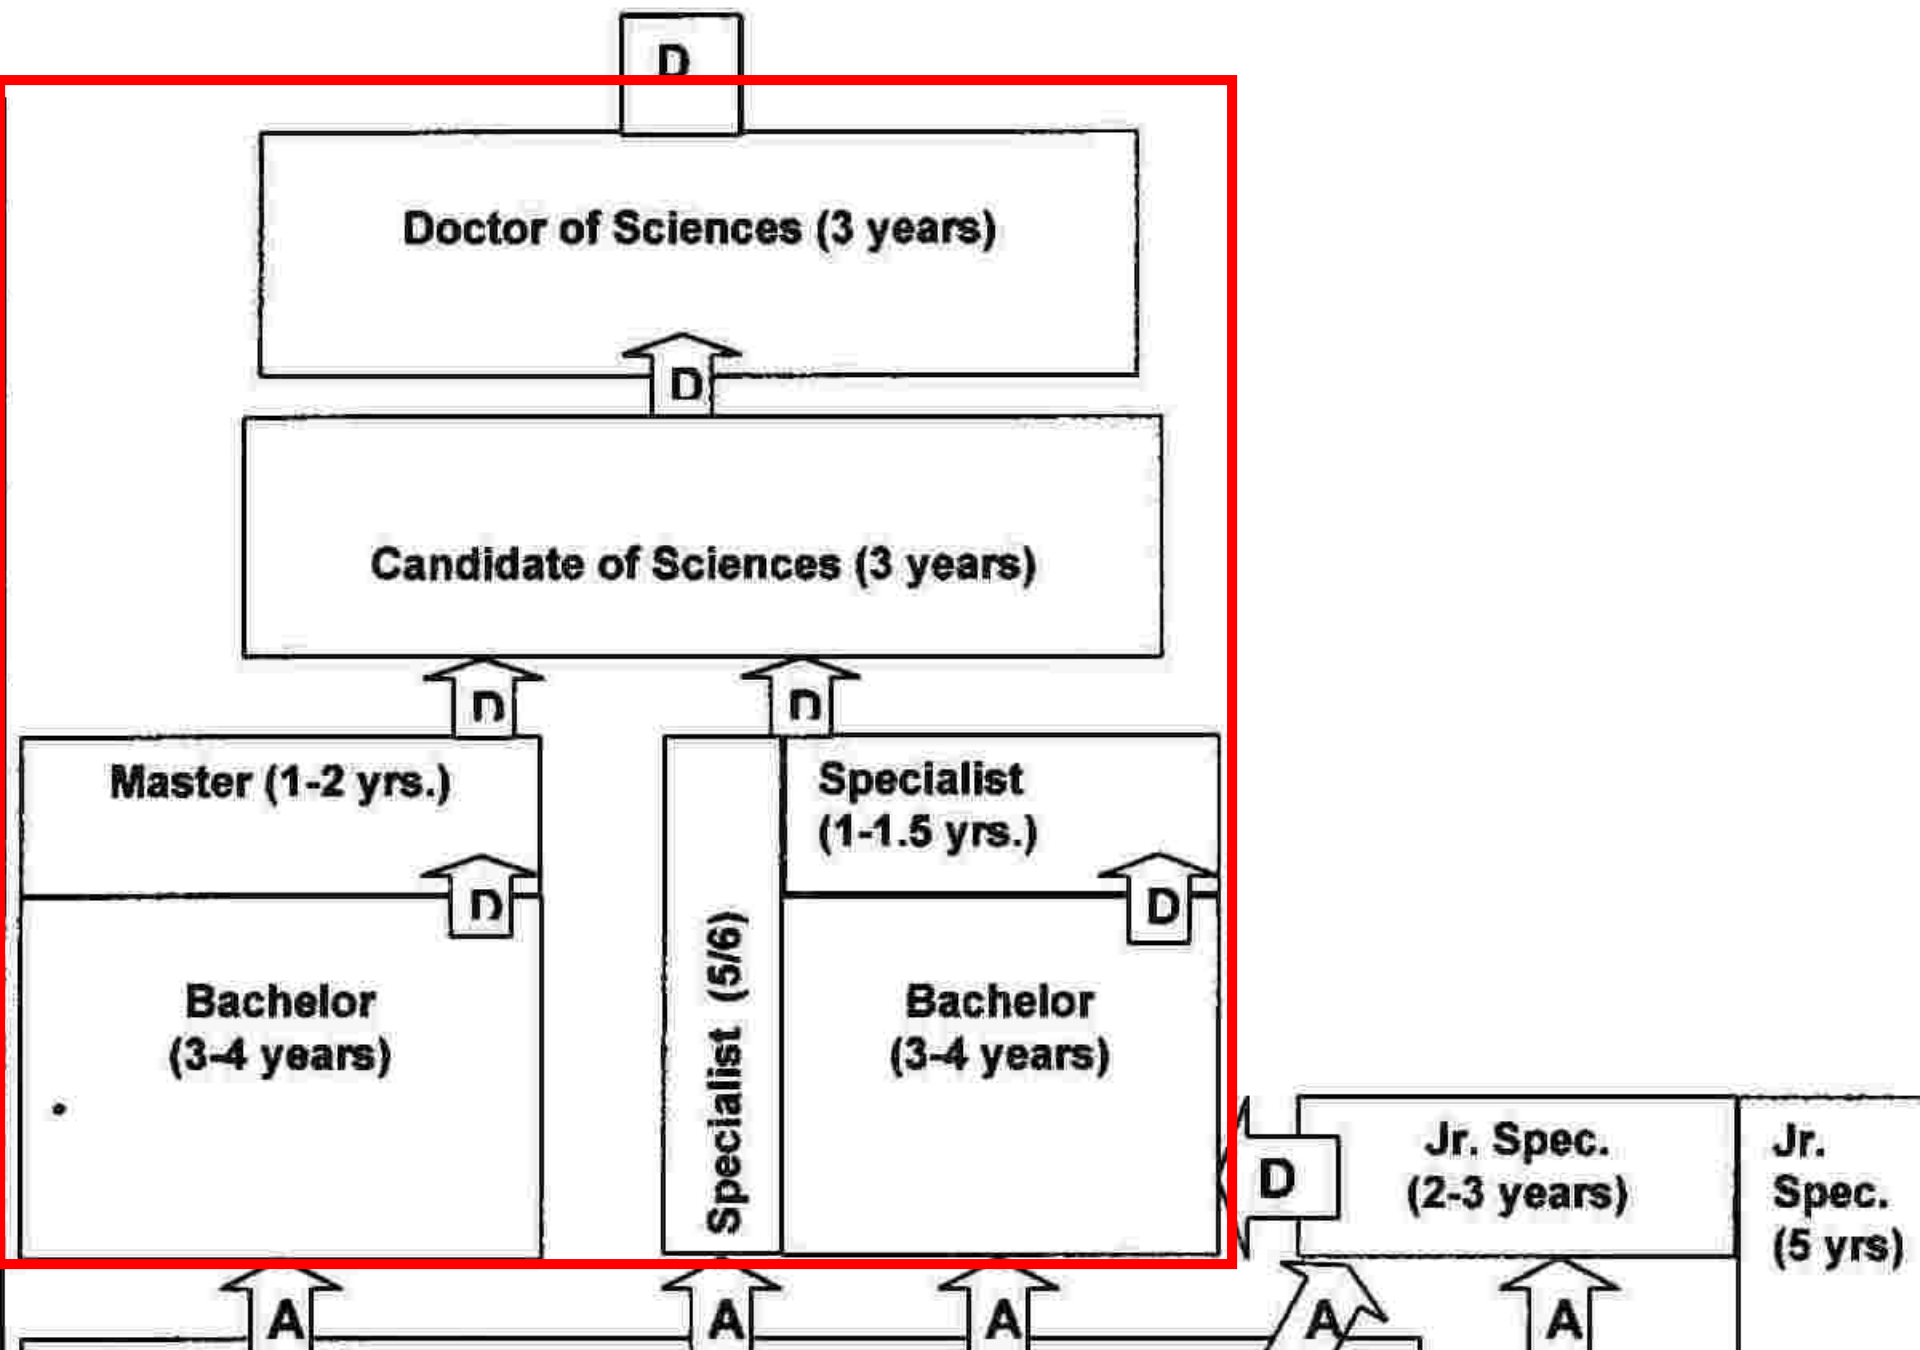 D
Doctor of Sciences (3 years)
D
Candidate of Sciences (3 years)
D
D
Master (1-2 yrs.)
Specialist
(1-1.5 yrs.)
D
D
Specialist (5/6)
Bachelor
(3-4 years)
Bachelor
(3-4 years)
D
Jr. Spec.
(2-3 years)
Jr.
Spec.
(5 yrs)
A
A
A
A
A